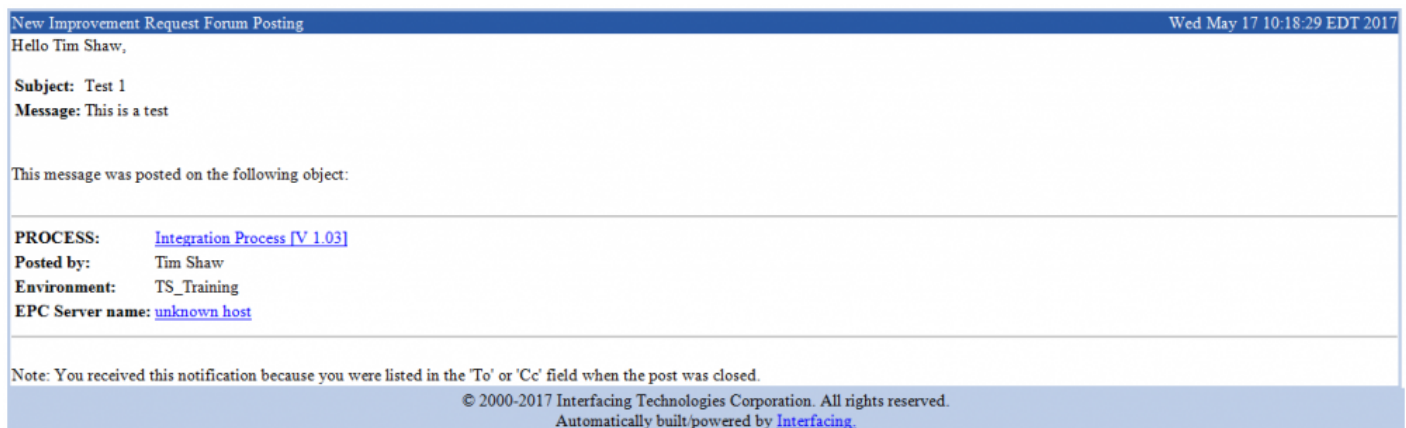 New Improvement Request Forum Posting Wed May 17 10:18:29 EDT 2017
Hello Tim Shaw,
Subject: Test 1
Message: This is a test
This message was posted on the following object:
PROCESS: Integration Process [V 1.03]
Posted by: Tim Shaw
Environment: TS_Training
EPC Server name: unknown host
Note: You received this notification because you were listed in the 'To' or 'Cc' field when the post was closed.
© 2000-2017 Interfacing Technologies Corporation. All rights reserved.
Automatically built/powered by Interfacing.